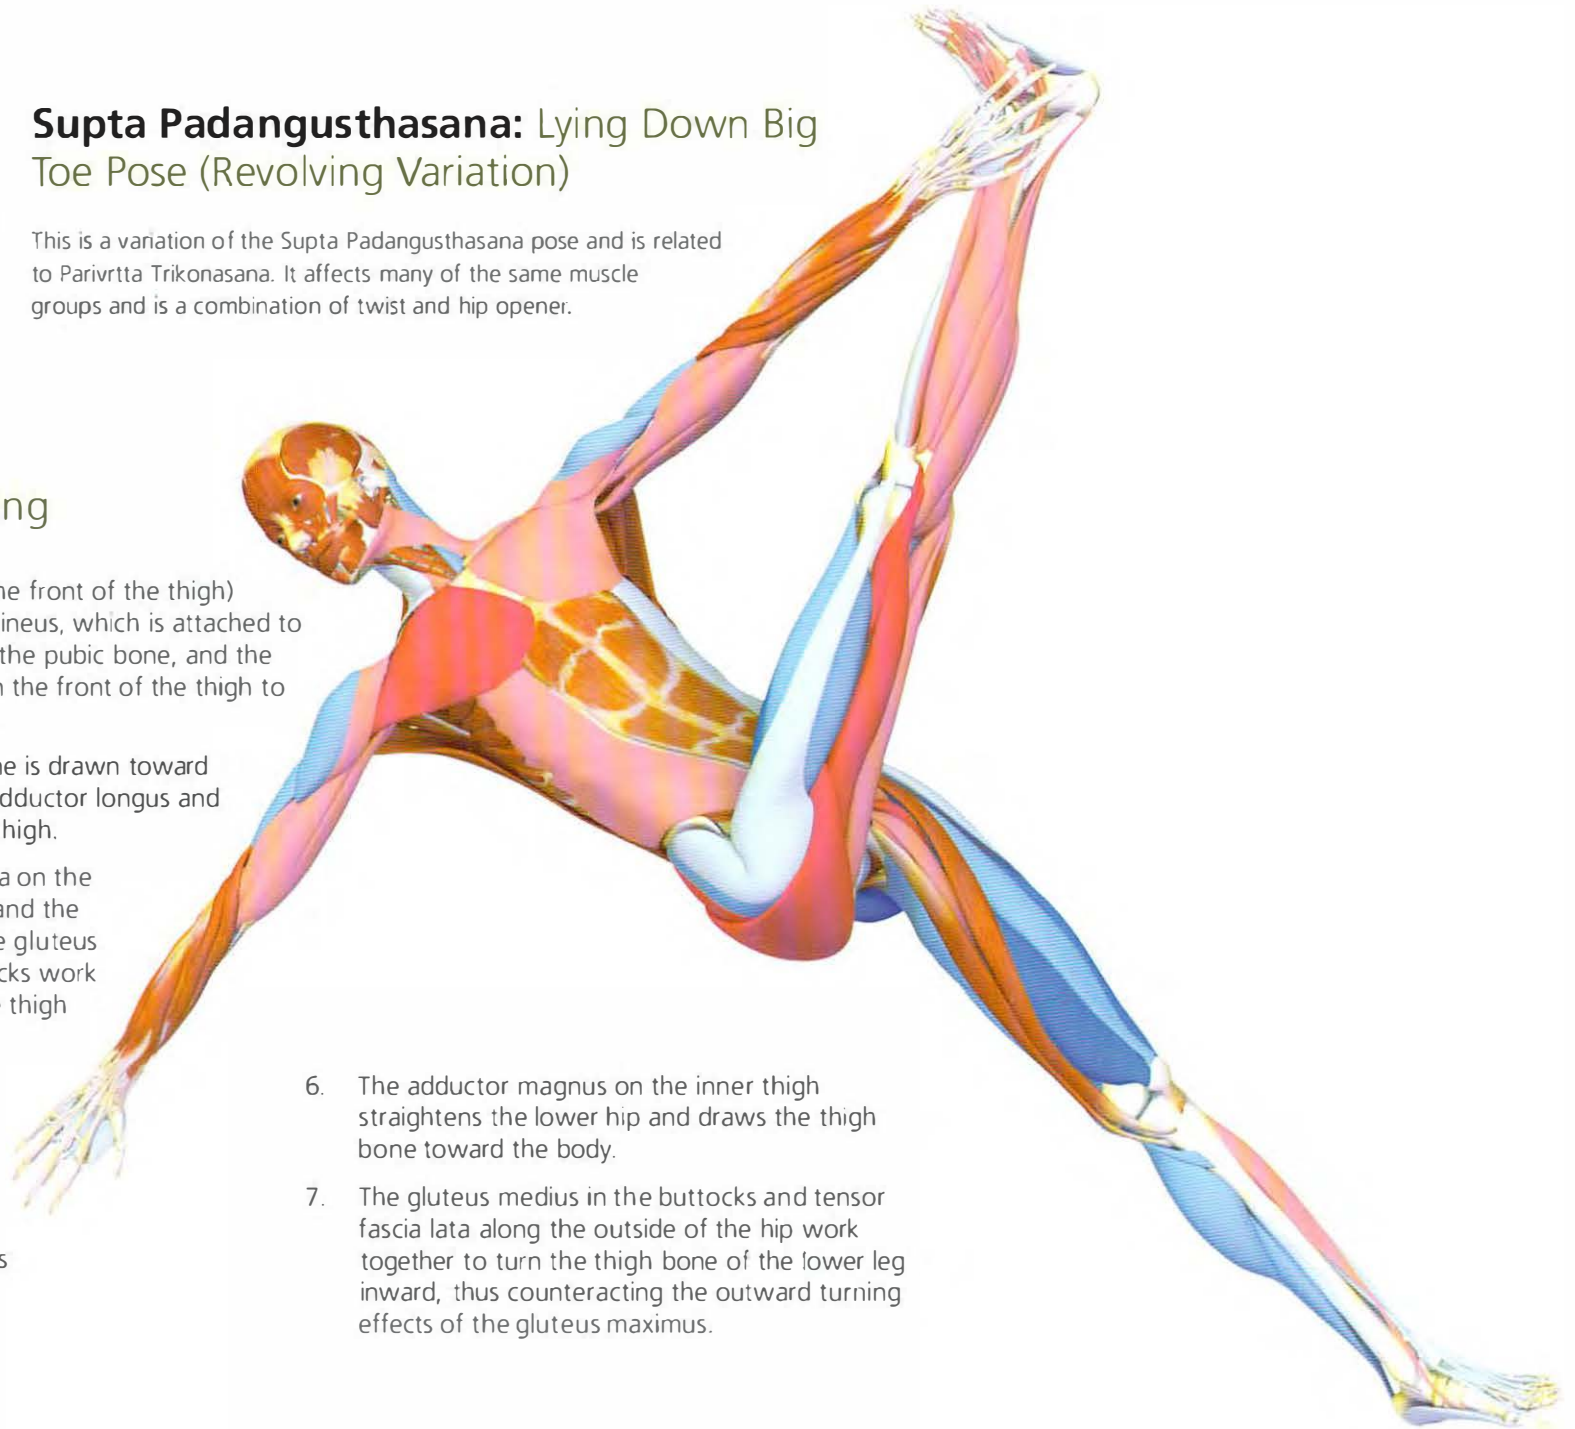 Supta Padangusthasana: Lying Down Big
Toe Pose (Revolving Variation)
This is a variation of the Supta Padangusthasana pose and is related
to Parivrtta Trikonasana. It affects many of the same muscle
groups and is a combination of twist and hip opener.
ng
ne front of the thigh)
ineus, which is attached to
the pubic bone, and the
n the front of the thigh to
ne is drawn toward
dductor longus and
high.
a on the
and the
e gluteus
cks work
thigh
s
6. The adductor magnus on the inner thigh
straightens the lower hip and draws the thigh
bone toward the body.
7. The gluteus medius in the buttocks and tensor
fascia lata along the outside of the hip work
together to turn the thigh bone of the lower leg
inward, thus counteracting the outward turning
effects of the gluteus maximus.